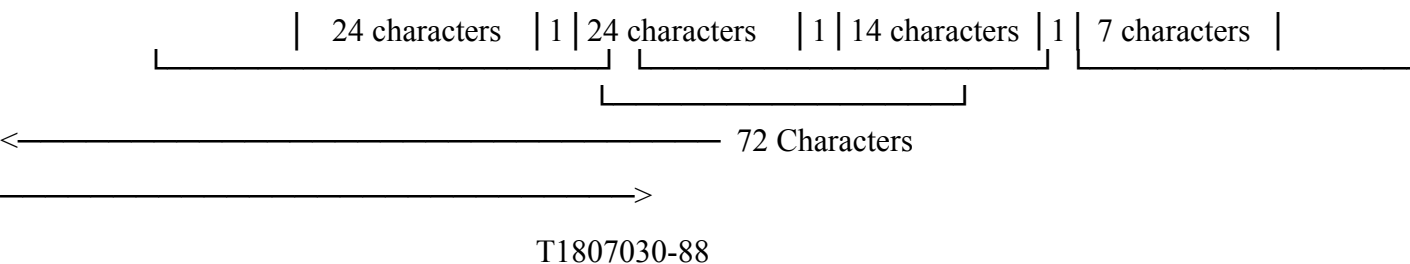 | 24 characters | 1 | 24 characters | 1 | 14 characters | 1 | 7 characters |
72 Characters
T1807030-88